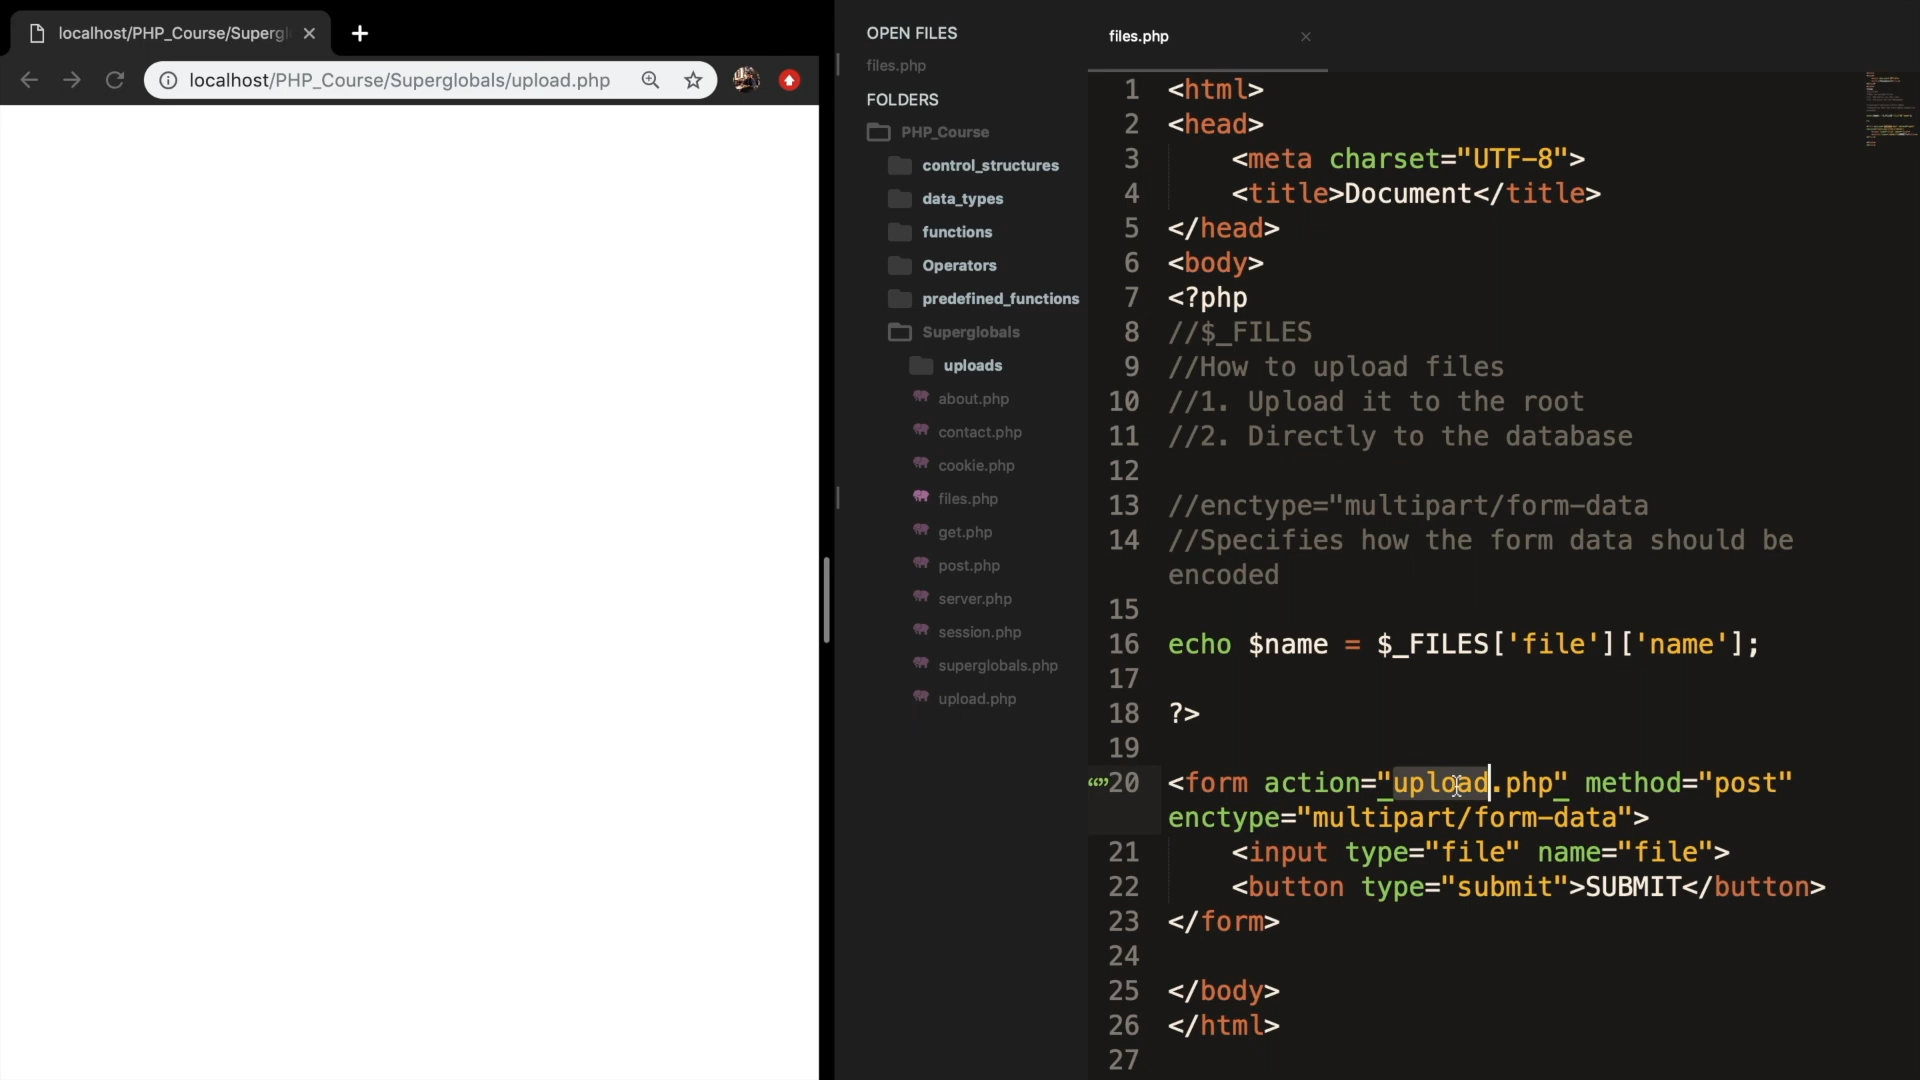 localhost/PHP_Course/Supergl
localhost/PHP_Course/Superglobals/upload.php
OPEN FILES
files.php
FOLDERS
PHP_Course
control_structures
data_types
functions
Operators
predefined_functions
Superglobals
uploads
about.php
contact.php
cookie.php
files.php
get.php
post.php
server.php
session.php
superglobals.php
upload.php
files.php
1 <html>
2 <head>
3 <meta charset="UTF-8">
4 <title>Document</title>
5 </head>
6 <body>
7 <?php
8 //$_FILES
9 //How to upload files
10 //1. Upload it to the root
11 //2. Directly to the database
12
13 //enctype="multipart/form-data
14 //Specifies how the form data should be
encoded
15
16 echo $name = $_FILES['file']['name'];
17
18 ?>
19
20 <form action="upload.php" method="post"
enctype="multipart/form-data">
21 <input type="file" name="file">
22 <button type="submit">SUBMIT</button>
23 </form>
24
25 </body>
26 </html>
27